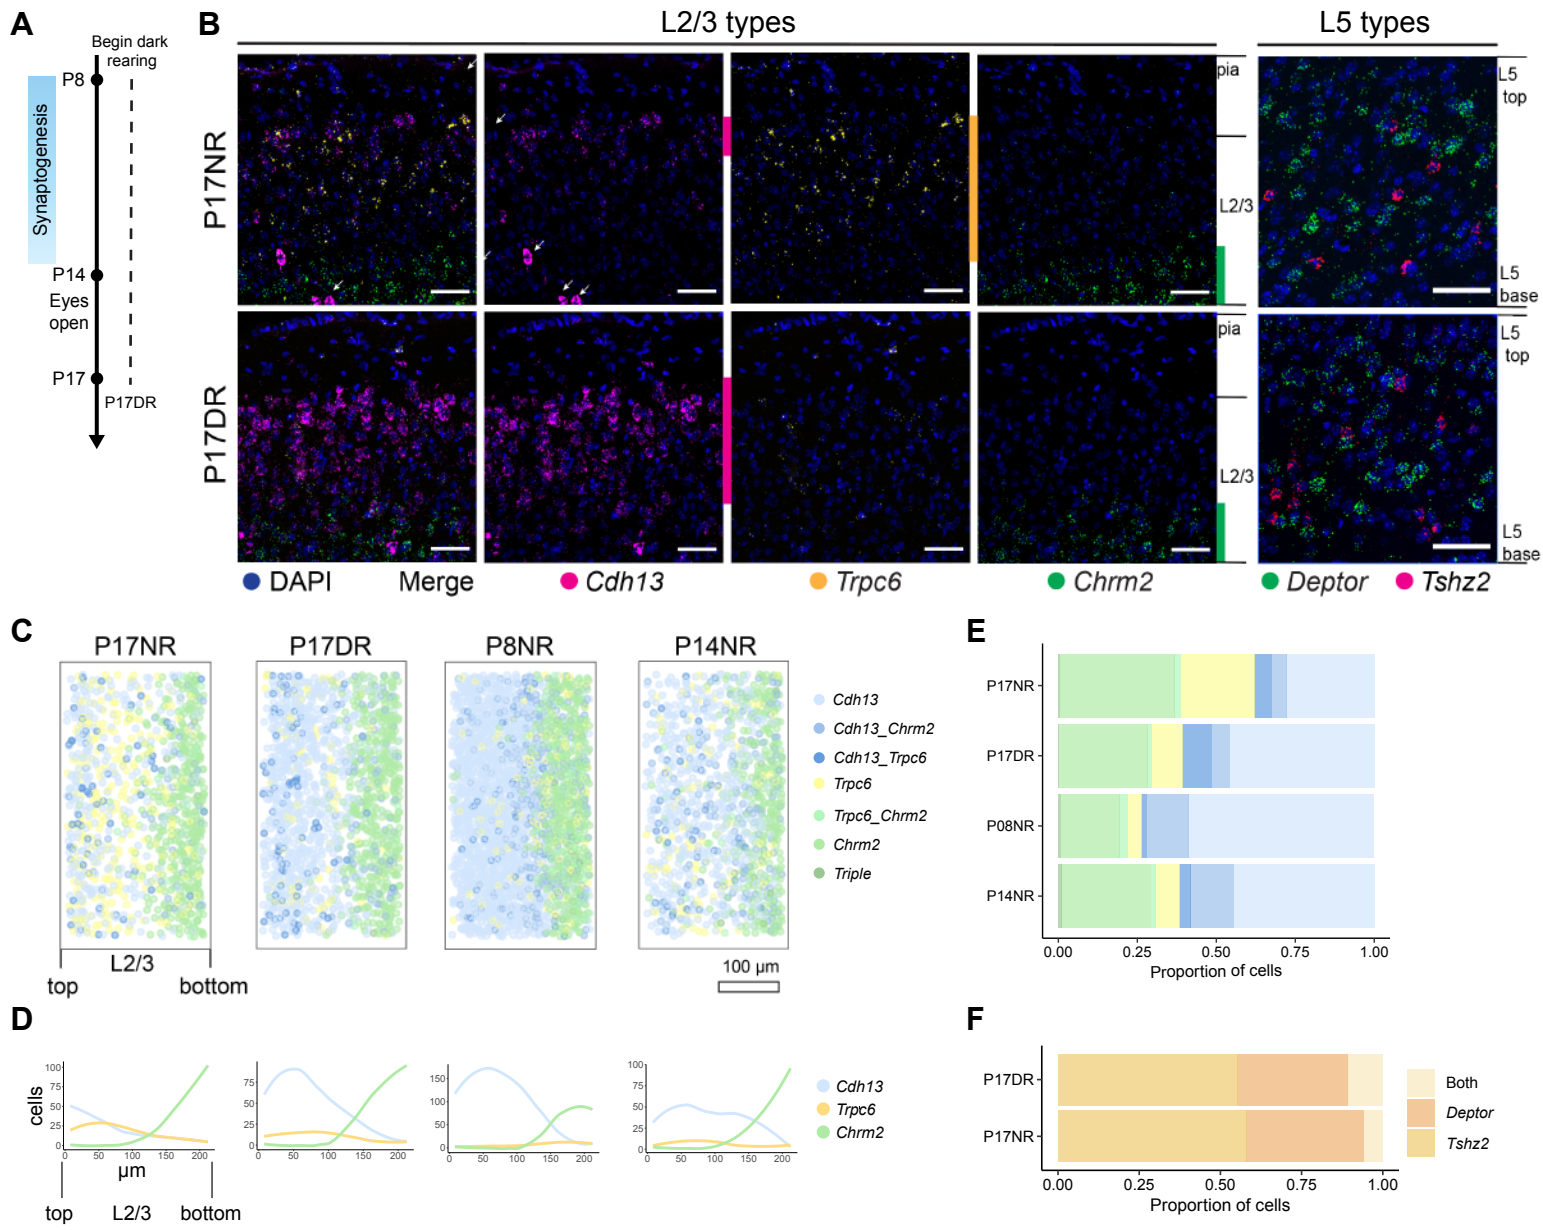 A
Begin dark
rearing
P8
Synaptogenesis
P14
Eyes
open
P17
P17DR
B
L2/3 types
L5 types
P17NR
pia
L2/3
L5
top
L5
base
P17DR
pia
L2/3
L5
top
L5
base
DAPI
Merge
Cdh13
Trpc6
Chrm2
Deptor
Tshz2
C
P17NR
P17DR
P8NR
P14NR
Cdh13
Cdh13_Chrm2
Cdh13_Trpc6
Trpc6
Trpc6_Chrm2
Chrm2
Triple
L2/3
top
bottom
100 µm
D
cells
100
75
50
25
0
0 50 100 150 200
µm
top
L2/3
bottom
75
50
25
0
0 50 100 150 200
150
100
50
0
0 50 100 150 200
100
75
50
25
0
0 50 100 150 200
Cdh13
Trpc6
Chrm2
E
P17NR
P17DR
P08NR
P14NR
0.00 0.25 0.50 0.75 1.00
Proportion of cells
F
P17DR
P17NR
0.00 0.25 0.50 0.75 1.00
Proportion of cells
Both
Deptor
Tshz2